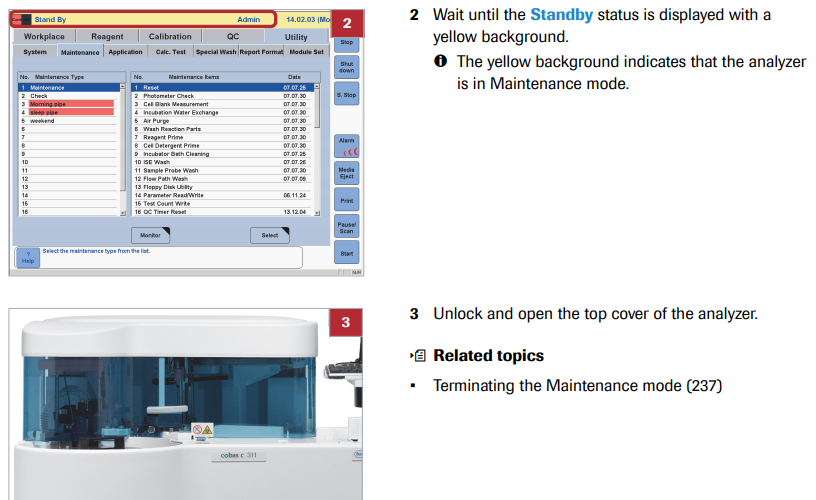 Stand By Admin 14.02.03 (Mo
2
Workplace Reagent Calibration QC Utility
System Maintenance Application Calc. Test Special Wash Report Format Module Set
Stop
Shut down
S. Stop
Alarm
Media Eject
Print
Pause/ Scan
Start
No. Maintenance Type
1 Maintenance
2 Check
3 Morning pipe
4 sleep pipe
5 weekend
6
7
8
9
10
11
12
13
14
15
16
No. Maintenance Items Date
1 Reset 07.07.25
2 Photometer Check 07.07.30
3 Cell Blank Measurement 07.07.30
4 Incubation Water Exchange 07.07.30
5 Air Purge 07.07.30
6 Wash Reaction Parts 07.07.30
7 Reagent Prime 07.07.30
8 Cell Detergent Prime 07.07.30
9 Incubator Bath Cleaning 07.07.25
10 ISE Wash 07.07.26
11 Sample Probe Wash 07.07.30
12 Flow Path Wash 07.07.09
13 Floppy Disk Utility
14 Parameter Read/Write 06.11.24
15 Test Count Write
16 QC Timer Reset 13.12.04
Monitor Select
? Help
Select the maintenance type from the list.
NUM
2 Wait until the Standby status is displayed with a
yellow background.
The yellow background indicates that the analyzer
is in Maintenance mode.
3
cobas c 311
3 Unlock and open the top cover of the analyzer.
Related topics
• Terminating the Maintenance mode (237)